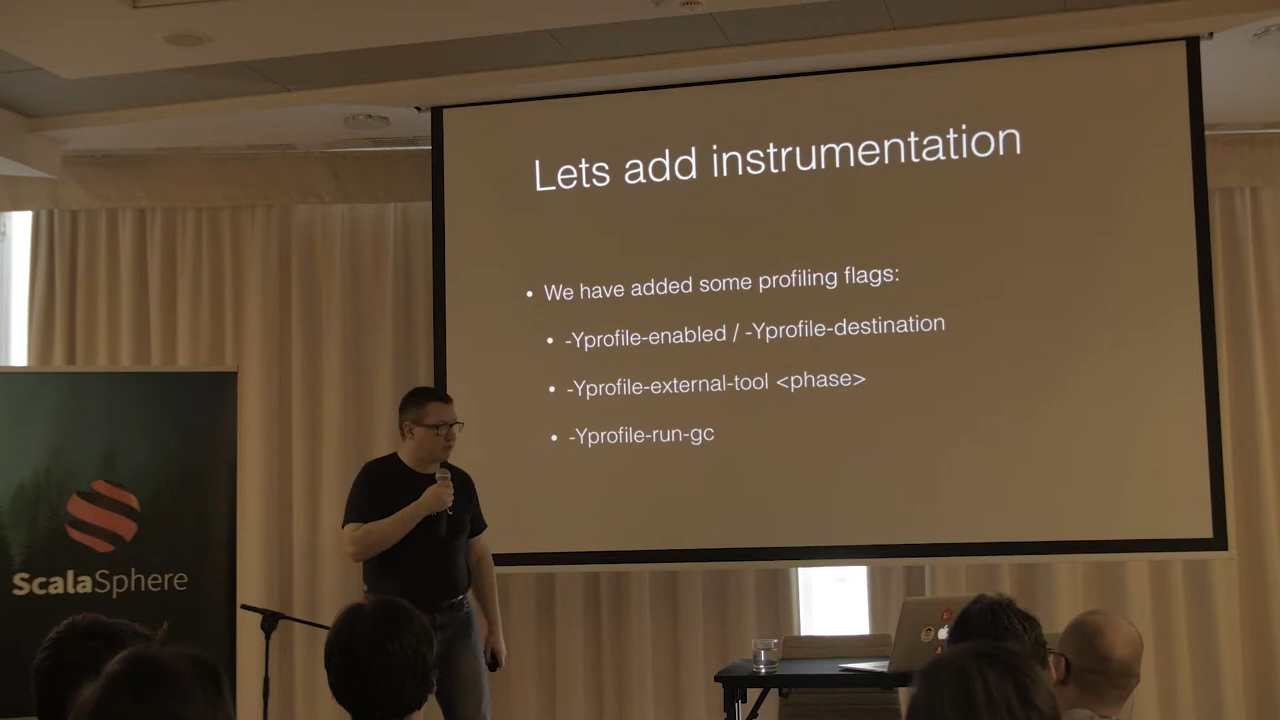 Lets add instrumentation
• We have added some profiling flags:
• -Yprofile-enabled / -Yprofile-destination
• -Yprofile-external-tool <phase>
• -Yprofile-run-gc
ScalaSphere